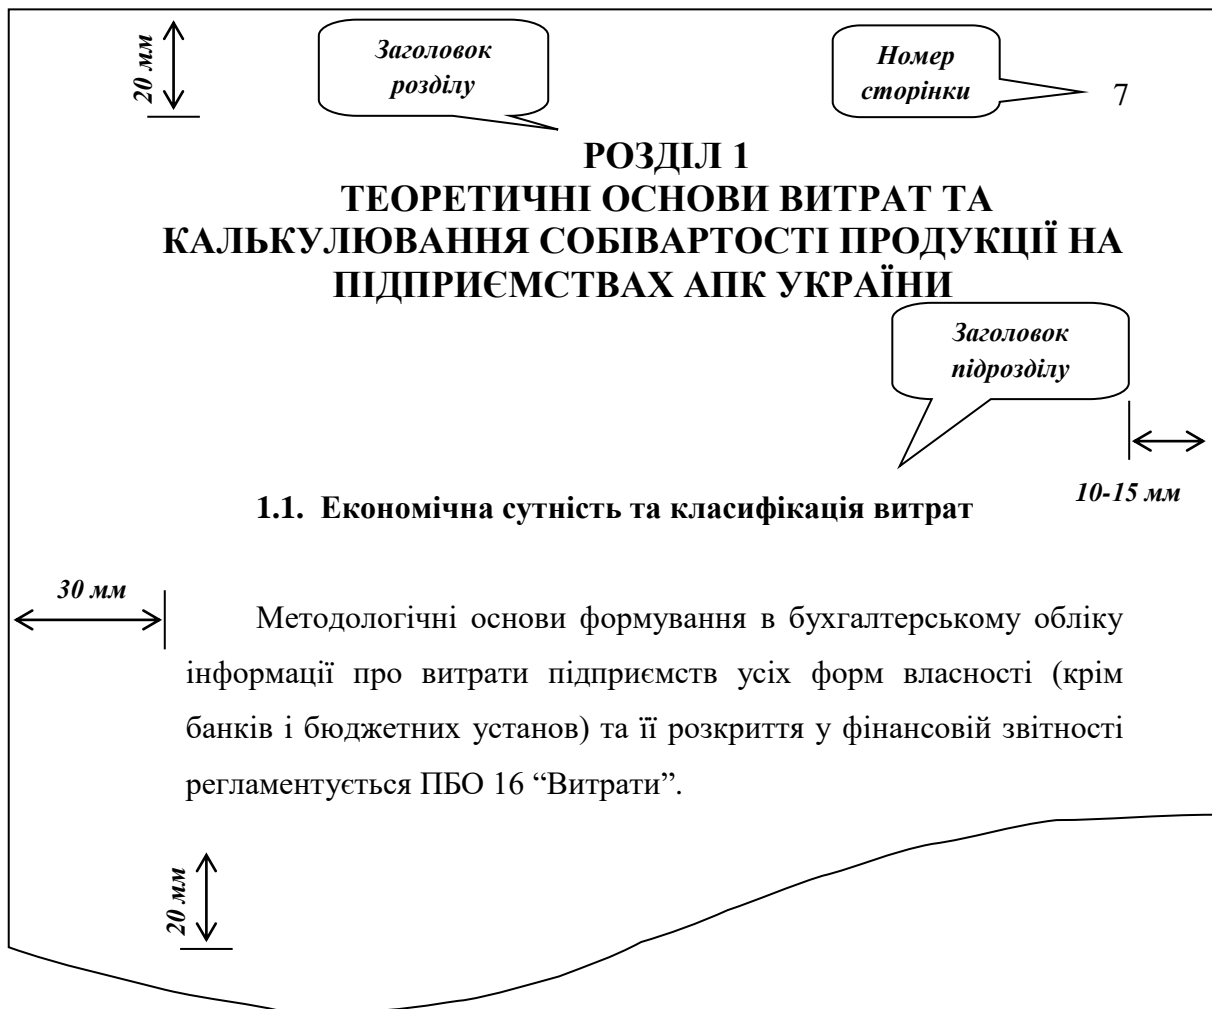 20 мм
Заголовок
розділу
Номер
сторінки
7
РОЗДІЛ 1
ТЕОРЕТИЧНІ ОСНОВИ ВИТРАТ ТА
КАЛЬКУЛЮВАННЯ СОБІВАРТОСТІ ПРОДУКЦІЇ НА
ПІДПРИЄМСТВАХ АПК УКРАЇНИ
Заголовок
підрозділу
10-15 мм
1.1. Економічна сутність та класифікація витрат
30 мм
Методологічні основи формування в бухгалтерському обліку
інформації про витрати підприємств усіх форм власності (крім
банків і бюджетних установ) та її розкриття у фінансовій звітності
регламентується ПБО 16 “Витрати”.
20 мм